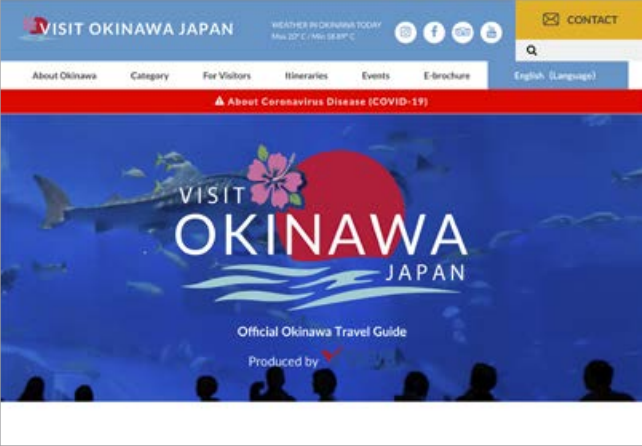 VISIT OKINAWA JAPAN
WEATHER IN OKINAWA TODAY
CONTACT
About Okinawa
Category
For Visitors
Itineraries
Events
E-brochure
English (Language)
About Coronavirus Disease (COVID-19)
VISIT
OKINAWA
JAPAN
Official Okinawa Travel Guide
Produced by